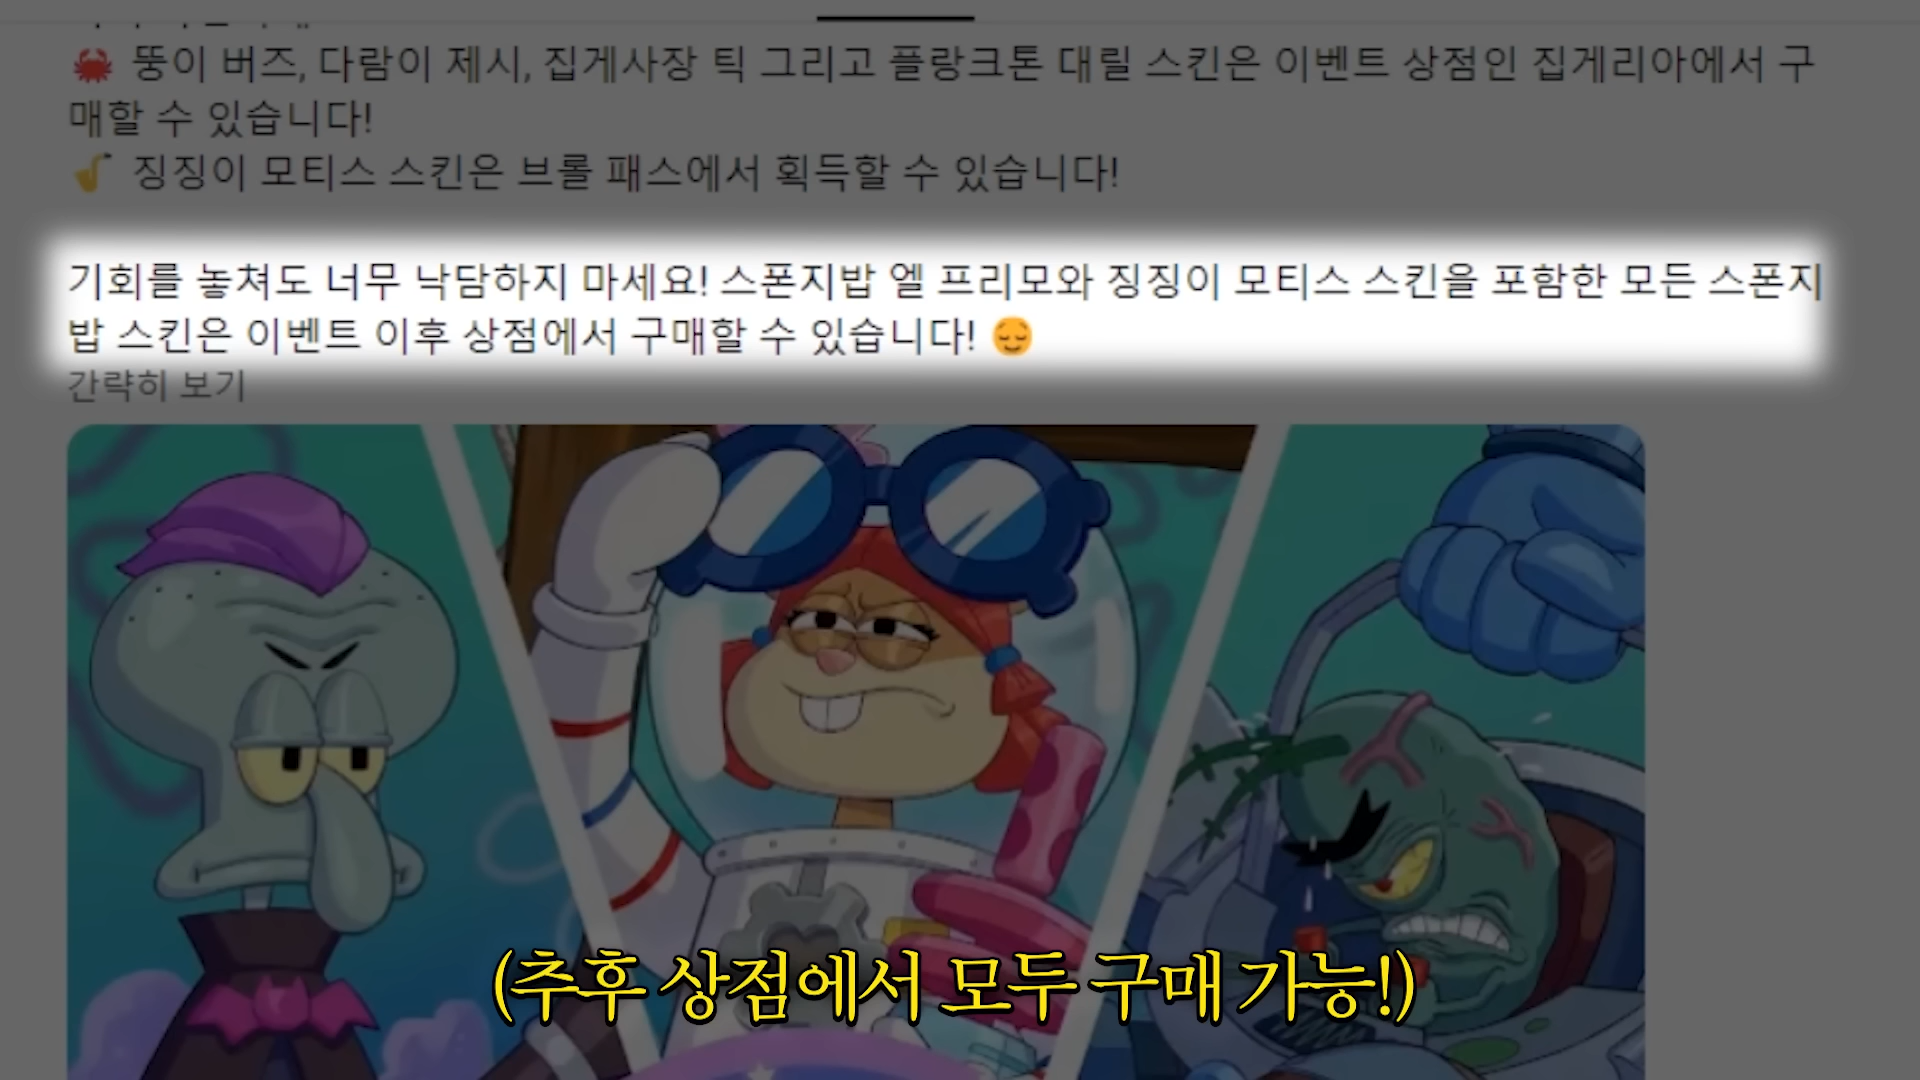 🦀 뚱이 버즈, 다람이 제시, 집게사장 틱 그리고 플랑크톤 대릴 스킨은 이벤트 상점인 집게리아에서 구
매할 수 있습니다!
🎷 징징이 모티스 스킨은 브롤 패스에서 획득할 수 있습니다!
기회를 놓쳐도 너무 낙담하지 마세요! 스폰지밥 엘 프리모와 징징이 모티스 스킨을 포함한 모든 스폰지
밥 스킨은 이벤트 이후 상점에서 구매할 수 있습니다! 😌
간략히 보기
(추후 상점에서 모두 구매 가능!)